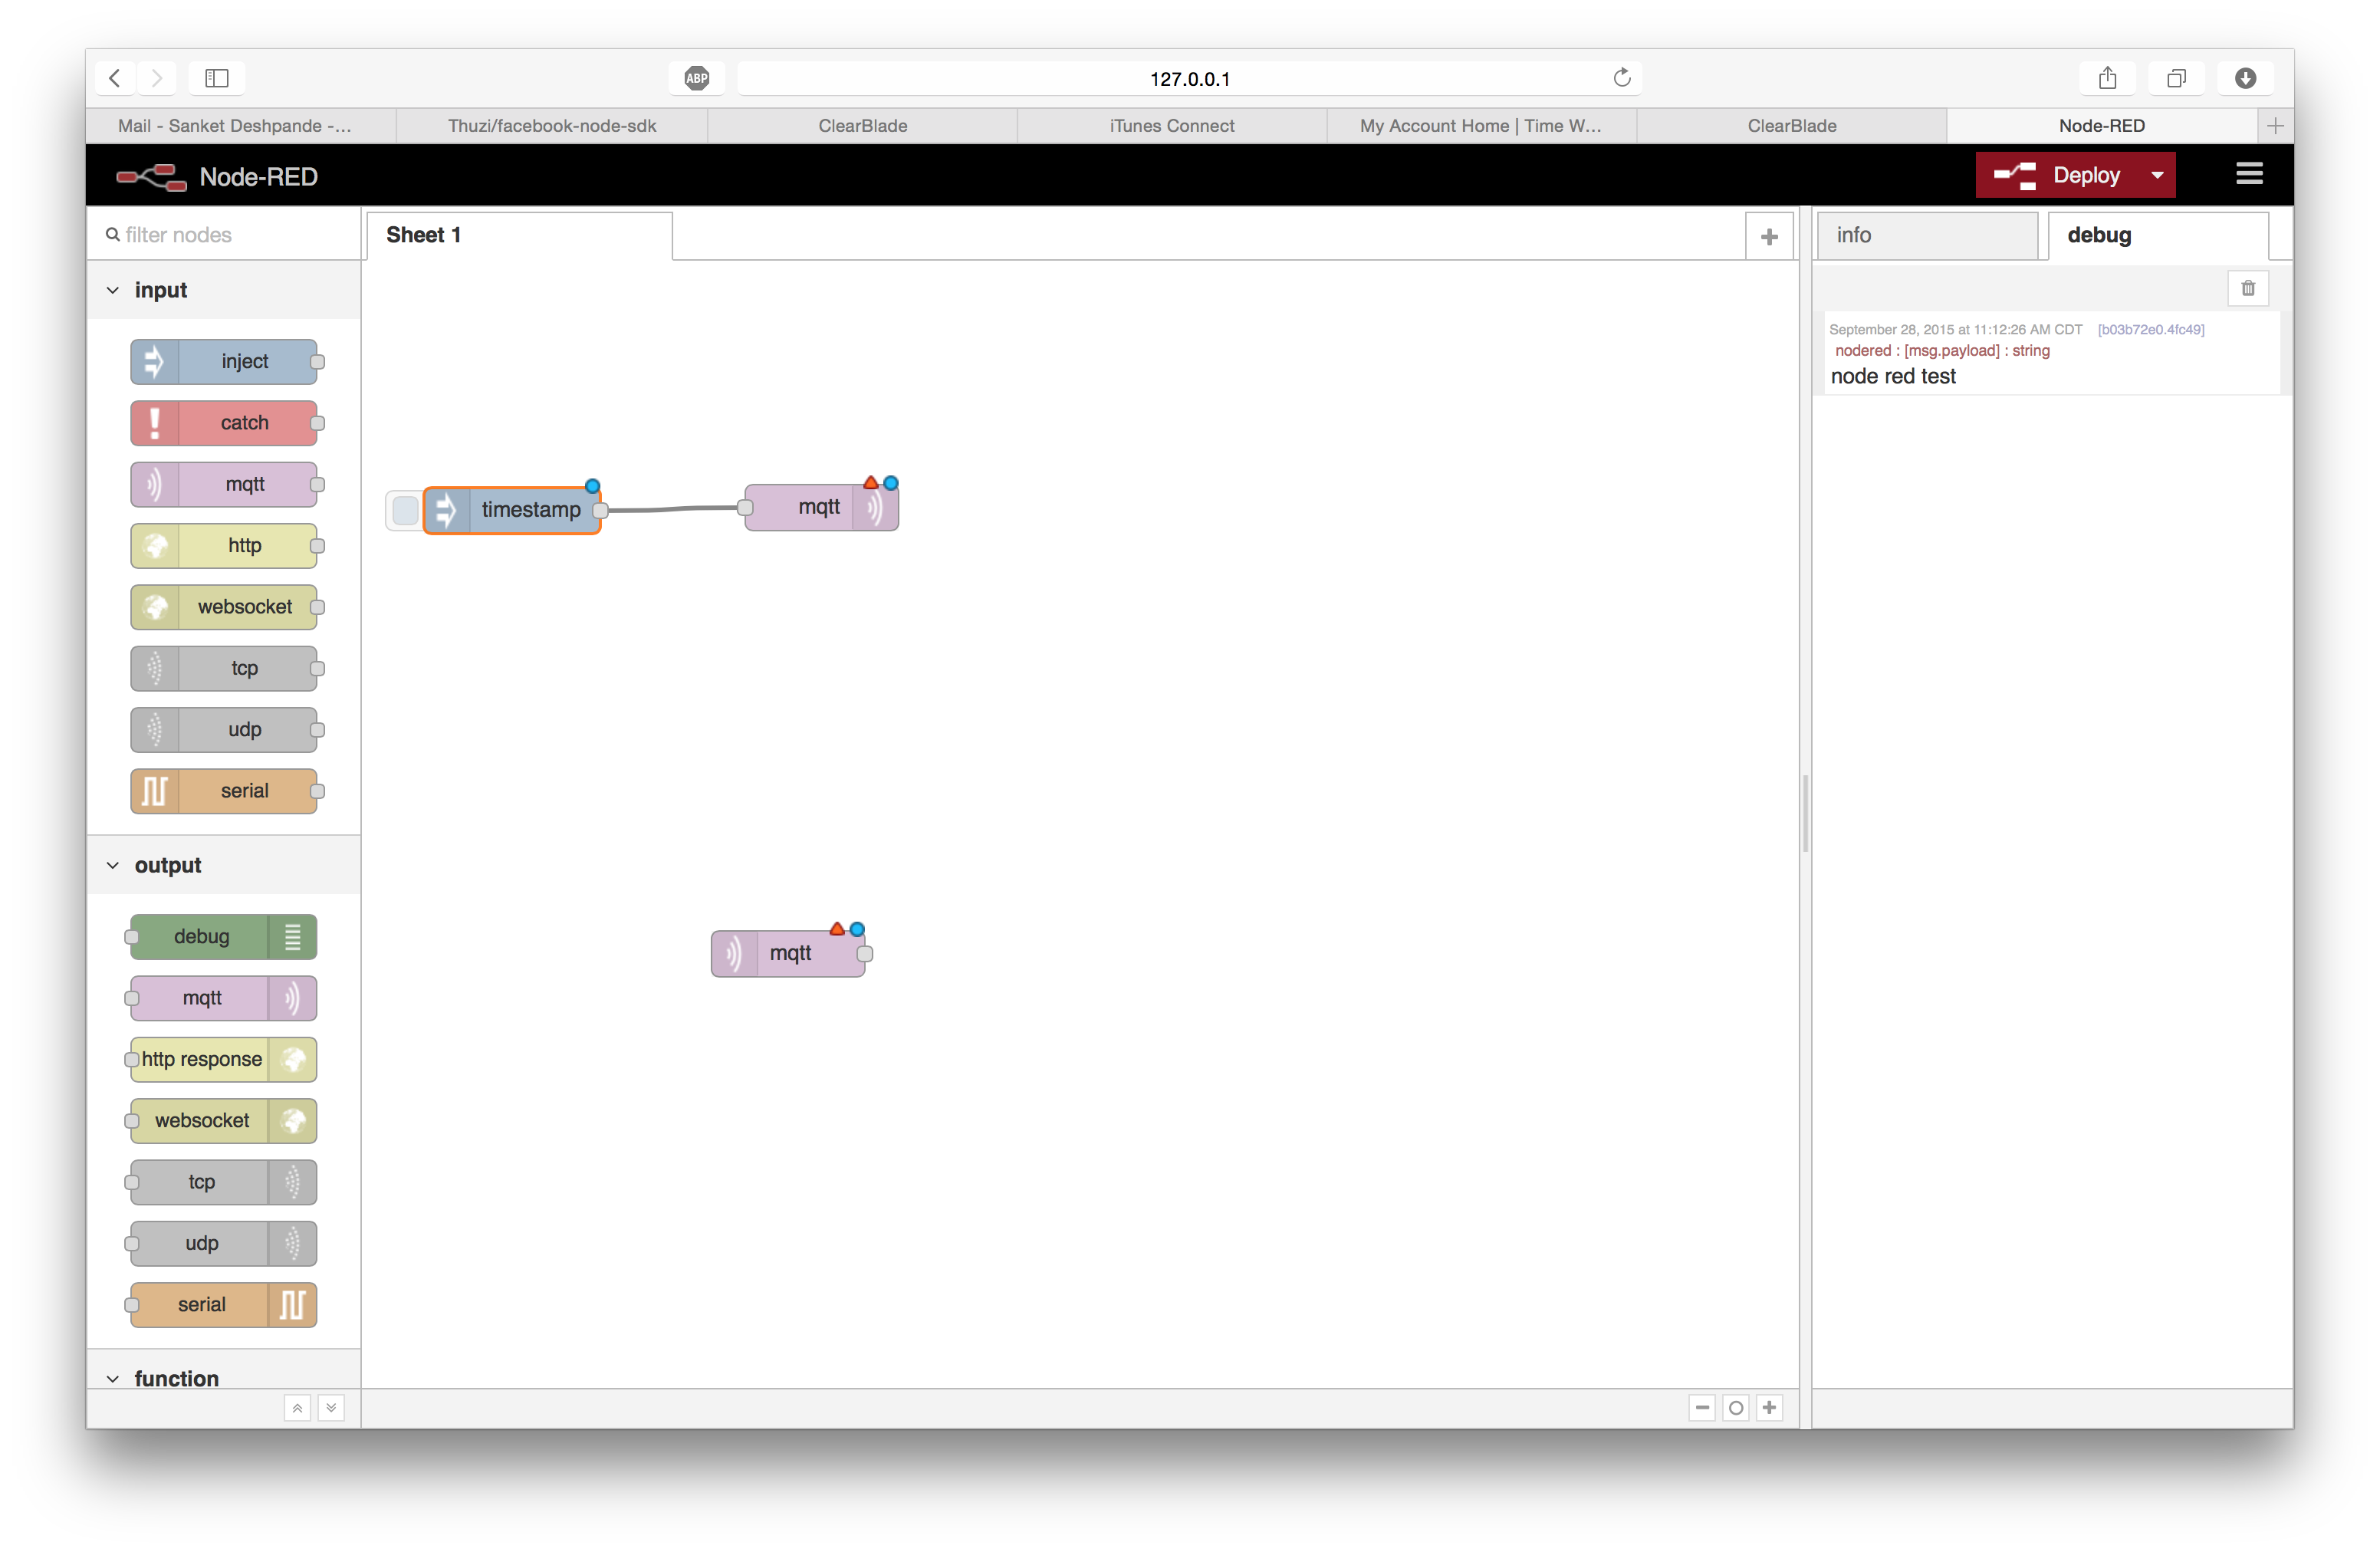 ABP
127.0.0.1
Mail - Sanket Deshpande -...
Thuzi/facebook-node-sdk
ClearBlade
iTunes Connect
My Account Home | Time W...
ClearBlade
Node-RED
Node-RED
Deploy
filter nodes
Sheet 1
info
debug
input
inject
catch
mqtt
http
websocket
tcp
udp
serial
output
debug
mqtt
http response
websocket
tcp
udp
serial
function
timestamp
mqtt
mqtt
September 28, 2015 at 11:12:26 AM CDT [b03b72e0.4fc49]
nodered : [msg.payload] : string
node red test